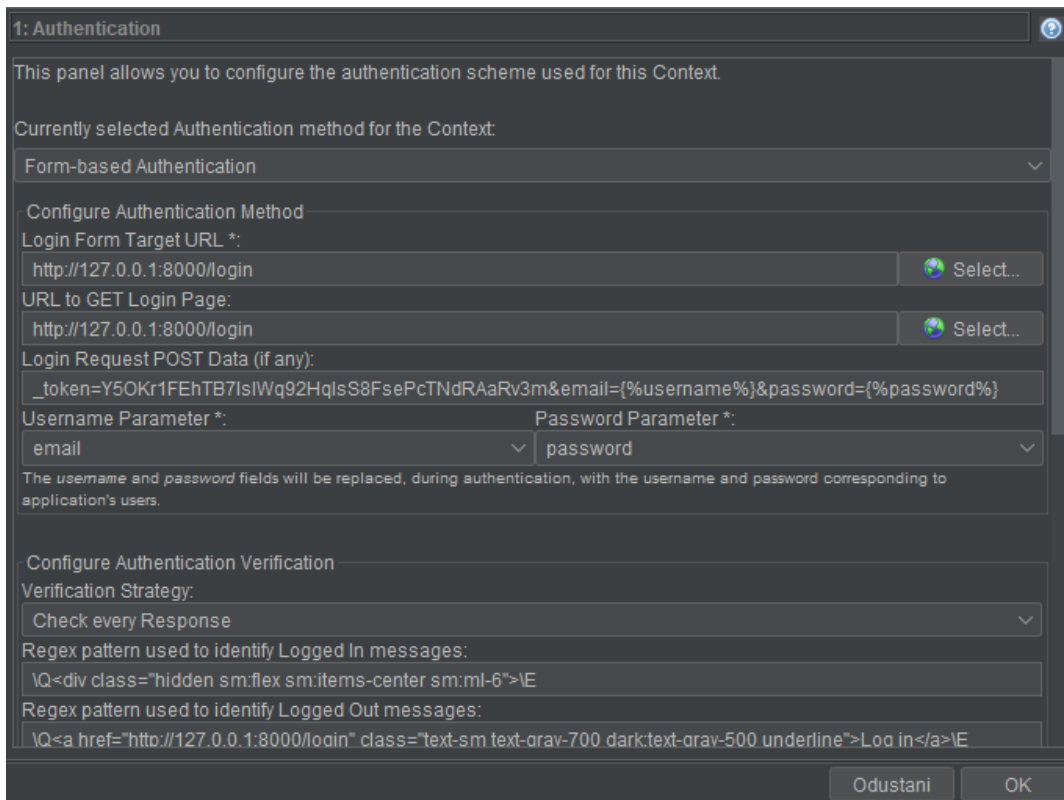 1: Authentication
This panel allows you to configure the authentication scheme used for this Context.
Currently selected Authentication method for the Context:
Form-based Authentication
Configure Authentication Method
Login Form Target URL *:
http://127.0.0.1:8000/login Select...
URL to GET Login Page:
http://127.0.0.1:8000/login Select...
Login Request POST Data (if any):
_token=Y5OKr1FEhTB7IsIWq92HqIsS8FsePcTNdRAaRv3m&email={%username%}&password={%password%}
Username Parameter *: Password Parameter *:
email password
The username and password fields will be replaced, during authentication, with the username and password corresponding to
application's users.
Configure Authentication Verification
Verification Strategy:
Check every Response
Regex pattern used to identify Logged In messages:
\Q<div class="hidden sm:flex sm:items-center sm:ml-6">\E
Regex pattern used to identify Logged Out messages:
\Q<a href="http://127.0.0.1:8000/login" class="text-sm text-gray-700 dark:text-gray-500 underline">Log in</a>\E
Odustani OK